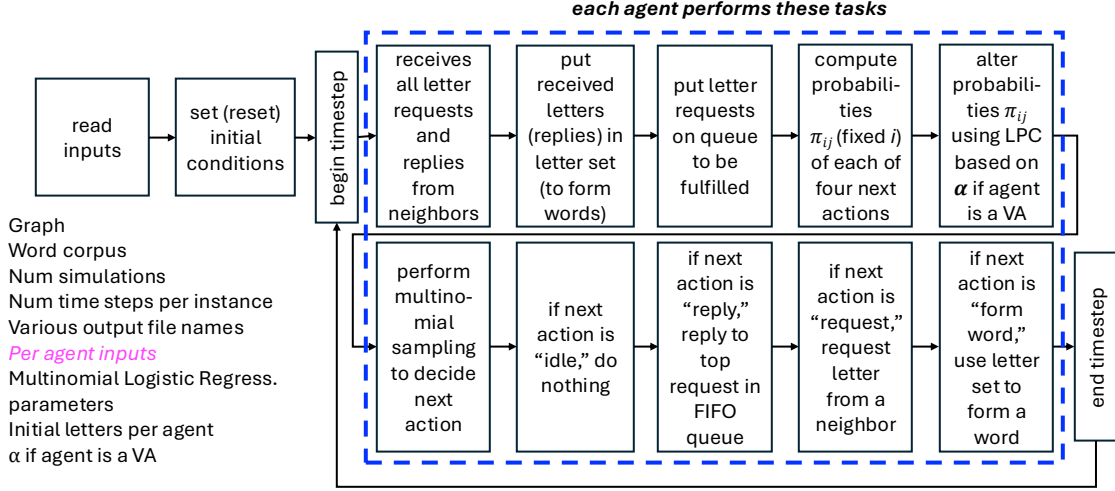 each agent performs these tasks
read
inputs
set (reset)
initial
conditions
begin timestep
receives
all letter
requests
and
replies
from
neighbors
put
received
letters
(replies) in
letter set
(to form
words)
put letter
requests
on queue
to be
fulfilled
compute
probabili-
ties
π_ij (fixed i)
of each of
four next
actions
alter
probabili-
ties π_ij
using LPC
based on
α if agent
is a VA
Graph
Word corpus
Num simulations
Num time steps per instance
Various output file names
Per agent inputs
Multinomial Logistic Regress.
parameters
Initial letters per agent
α if agent is a VA
perform
multino-
mial
sampling
to decide
next
action
if next
action is
“idle,” do
nothing
if next
action is
“reply,”
reply to
top
request in
FIFO
queue
if next
action is
“request,”
request
letter
from a
neighbor
if next
action is
“form
word,”
use letter
set to
form a
word
end timestep